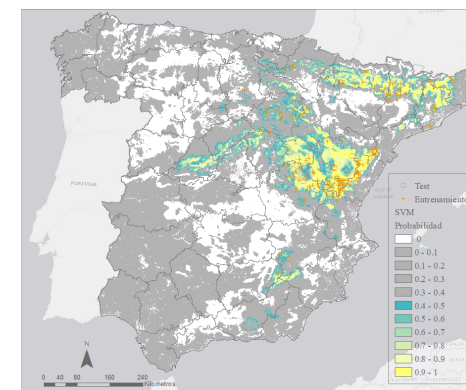 PORTUGAL
Test
Entrenamiento
SVM
Probabilidad
0
0 - 0.1
0.1 - 0.2
0.2 - 0.3
0.3 - 0.4
0.4 - 0.5
0.5 - 0.6
0.6 - 0.7
0.7 - 0.8
0.8 - 0.9
0.9 - 1
N
0 40 80 160 240
Kilometros